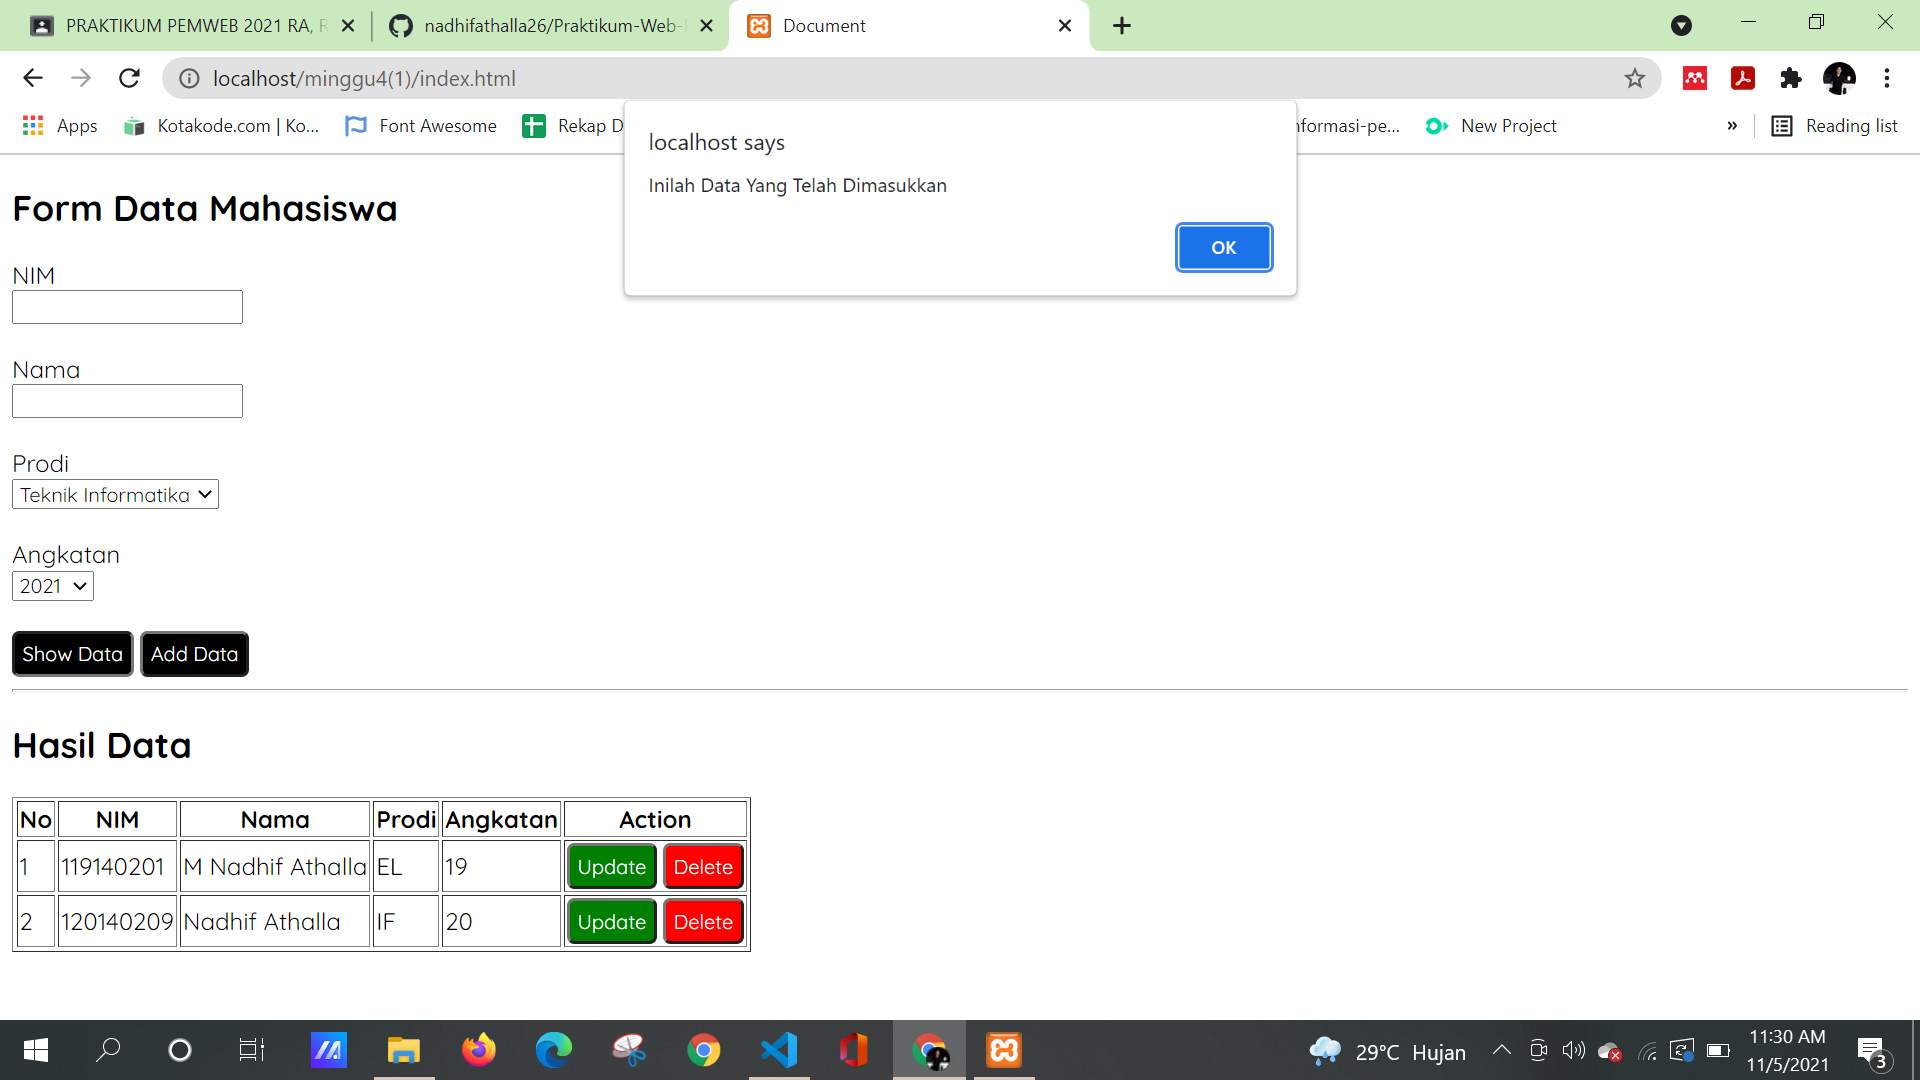 PRAKTIKUM PEMWEB 2021 RA, R
nadhifathalla26/Praktikum-Web-
Document
localhost/minggu4(1)/index.html
Apps
Kotakode.com | Ko...
Font Awesome
Rekap D
nformasi-pe...
New Project
»
Reading list
localhost says
Inilah Data Yang Telah Dimasukkan
OK
Form Data Mahasiswa
NIM
Nama
Prodi
Teknik Informatika
Angkatan
2021
Show Data Add Data
Hasil Data
No NIM Nama Prodi Angkatan Action
1 119140201 M Nadhif Athalla EL 19 Update Delete
2 120140209 Nadhif Athalla IF 20 Update Delete
29°C Hujan
11:30 AM
11/5/2021
3